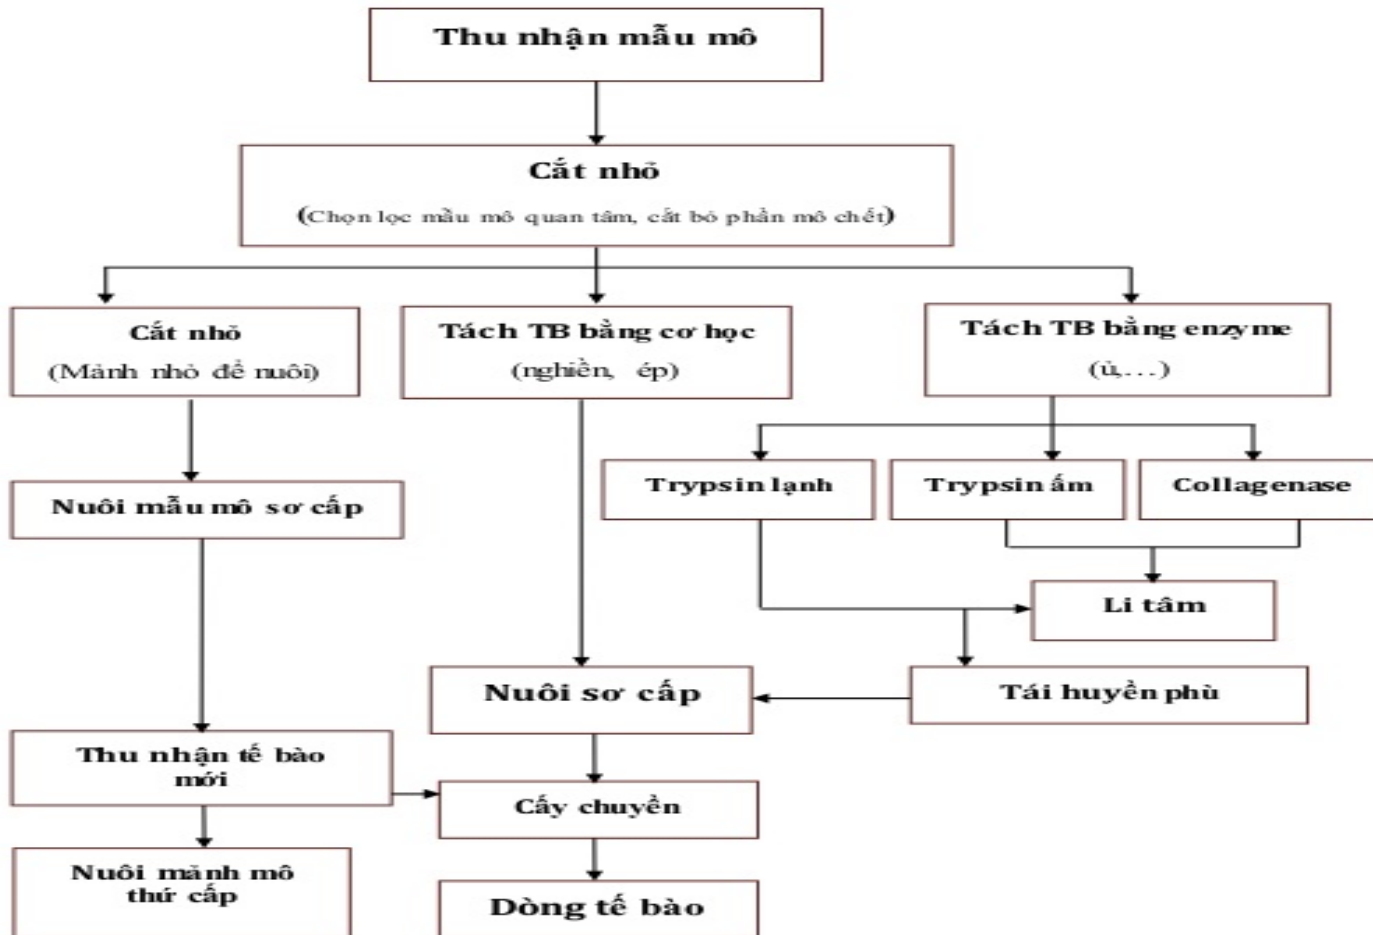 Thu nhận mẫu mô
Cắt nhỏ
(Chọn lọc mẫu mô quan tâm, cắt bỏ phần mô chết)
Cắt nhỏ
(Mảnh nhỏ để nuôi)
Tách TB bằng cơ học
(nghiền, ép)
Tách TB bằng enzyme
(ủ,...)
Trypsin lạnh
Trypsin ấm
Collagenase
Nuôi mẫu mô sơ cấp
Li tâm
Nuôi sơ cấp
Tái huyền phù
Thu nhận tế bào
mới
Cấy chuyền
Nuôi mảnh mô
thứ cấp
Dòng tế bào